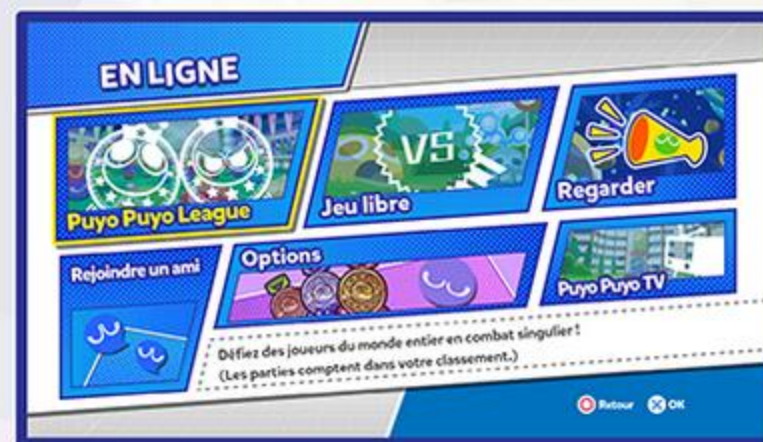 EN LIGNE
Puyo Puyo League
VS
Jeu libre
Regarder
Rejoindre un ami
Options
Puyo Puyo TV
Défiez des joueurs du monde entier en combat singulier !
(Les parties comptent dans votre classement.)
Retour OK